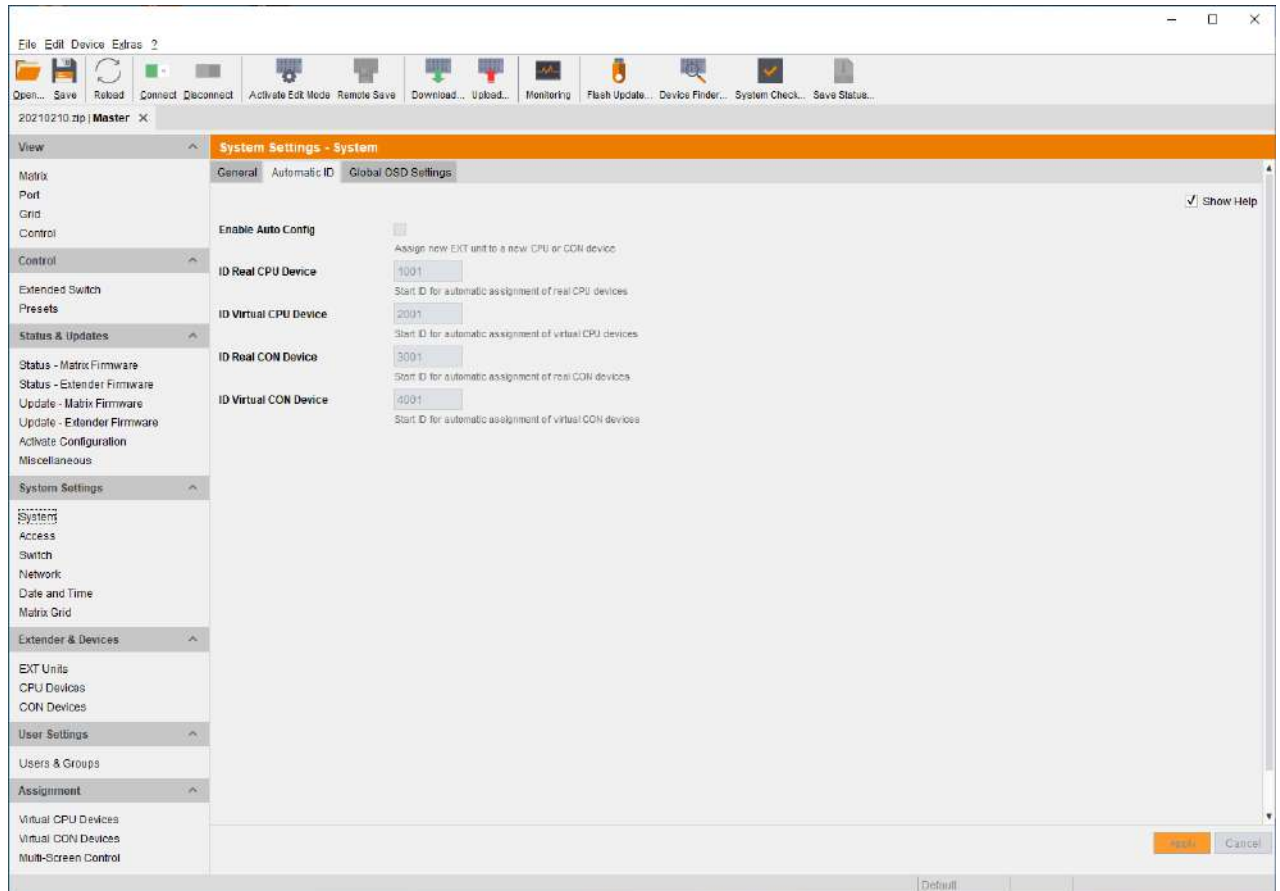 File Edit Device Extras ?
Open... Save Reload Connect Disconnect Activate Edit Mode Remote Save Download... Upload... Monitoring Flash Update... Device Finder... System Check... Save Status...
20210210.zip | Master
View
Matrix
Port
Grid
Control
Control
Extended Switch
Presets
Status & Updates
Status - Matrix Firmware
Status - Extender Firmware
Update - Matrix Firmware
Update - Extender Firmware
Activate Configuration
Miscellaneous
System Settings
System
Access
Switch
Network
Date and Time
Matrix Grid
Extender & Devices
EXT Units
CPU Devices
CON Devices
User Settings
Users & Groups
Assignment
Virtual CPU Devices
Virtual CON Devices
Multi-Screen Control
System Settings - System
General Automatic ID Global OSD Settings
Show Help
Enable Auto Config
Assign new EXT unit to a new CPU or CON device
ID Real CPU Device 1001
Start ID for automatic assignment of real CPU devices
ID Virtual CPU Device 2001
Start ID for automatic assignment of virtual CPU devices
ID Real CON Device 3001
Start ID for automatic assignment of real CON devices
ID Virtual CON Device 4001
Start ID for automatic assignment of virtual CON devices
Apply Cancel
Default